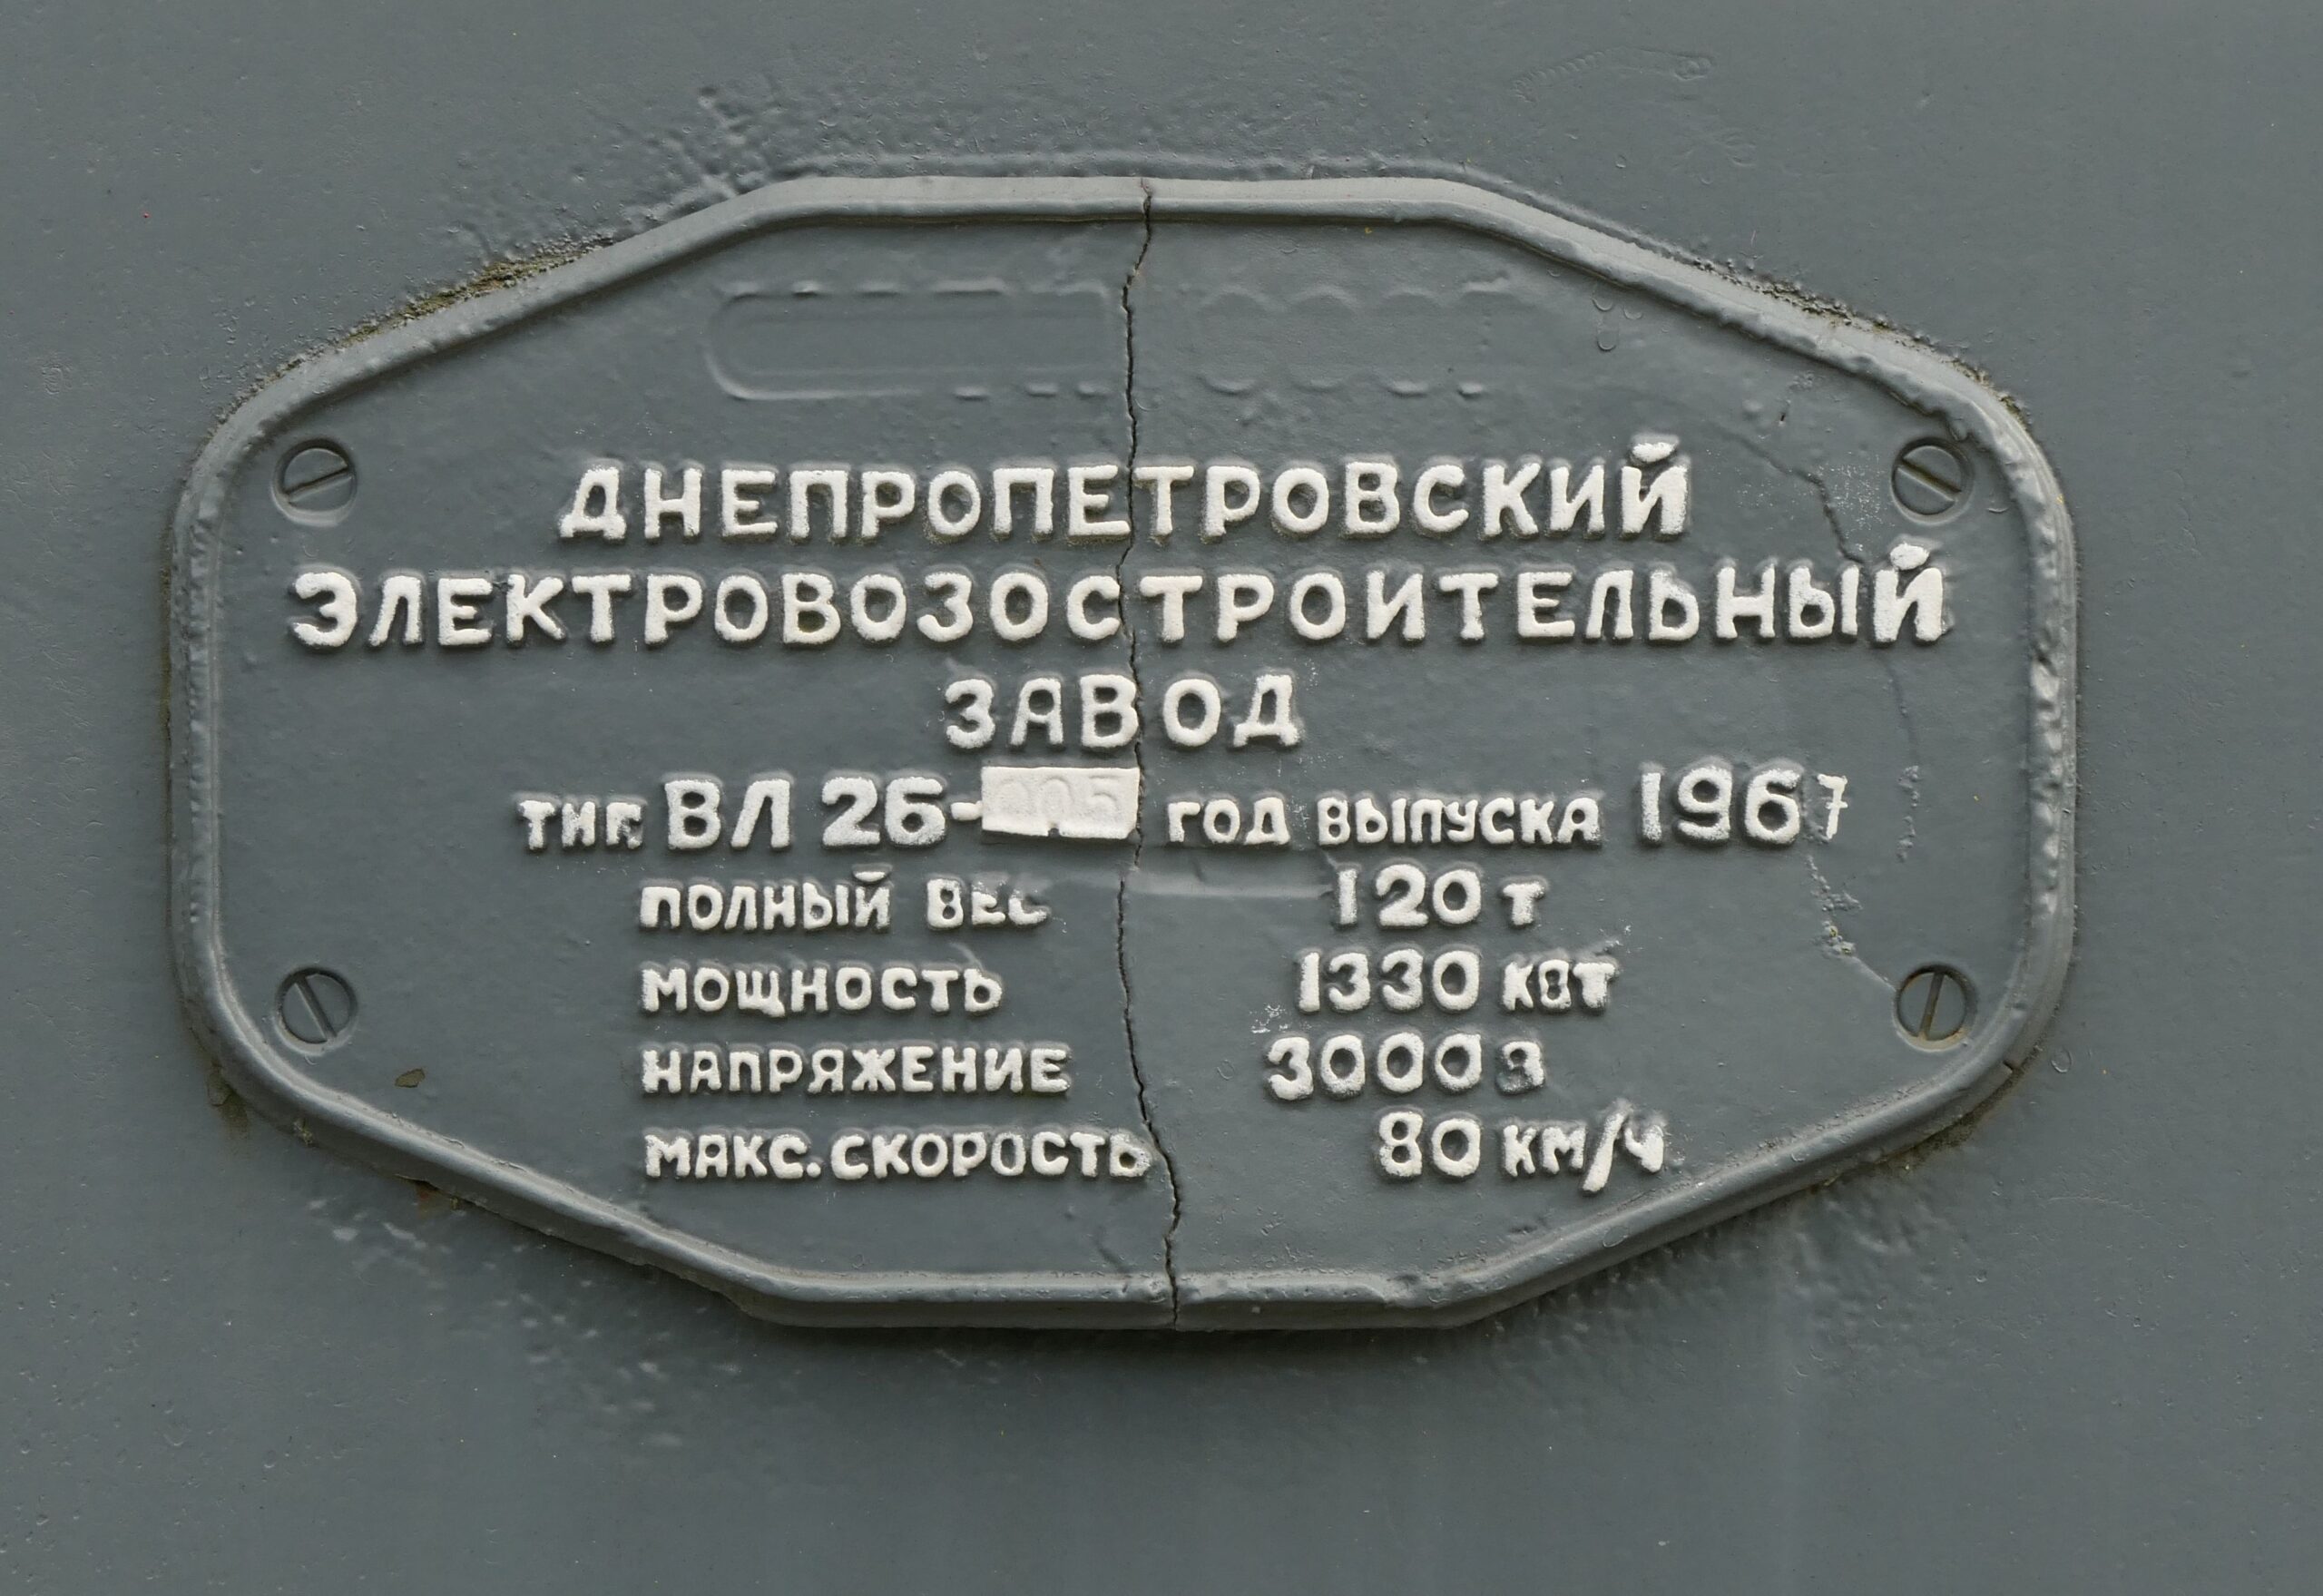 ДНЕПРОПЕТРОВСКИЙ
ЭЛЕКТРОВОЗОСТРОИТЕЛЬНЫЙ
ЗАВОД
ТИП ВЛ 26-005 ГОД ВЫПУСКА 1967
ПОЛНЫЙ ВЕС 120 Т
МОЩНОСТЬ 1330 КВТ
НАПРЯЖЕНИЕ 3000 В
МАКС. СКОРОСТЬ 80 КМ/Ч